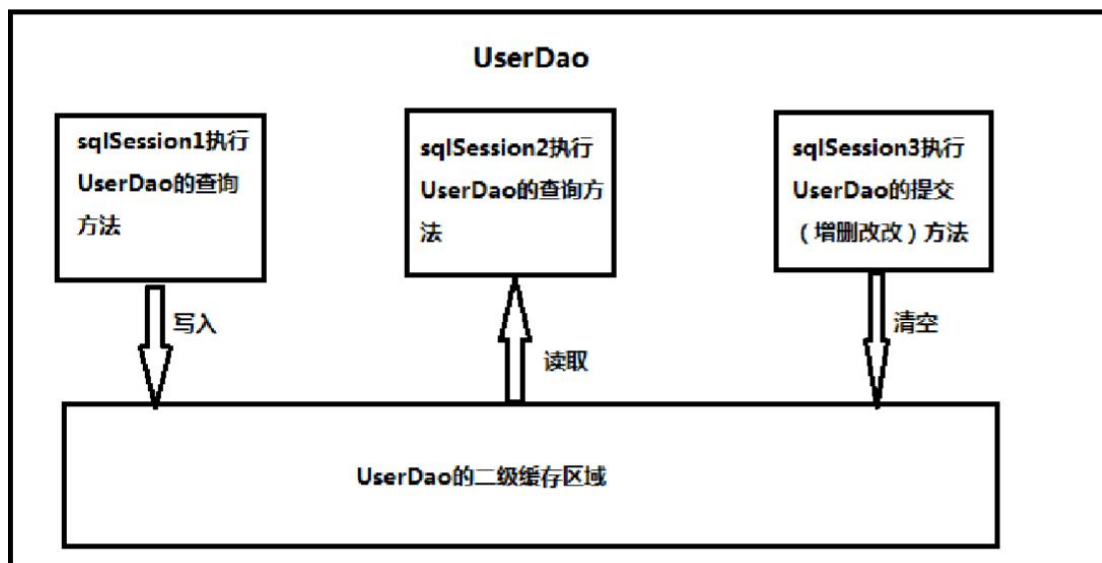 UserDao
sqlSession1执行
UserDao的查询
方法
sqlSession2执行
UserDao的查询方
法
sqlSession3执行
UserDao的提交
（增删改改）方法
写入
读取
清空
UserDao的二级缓存区域